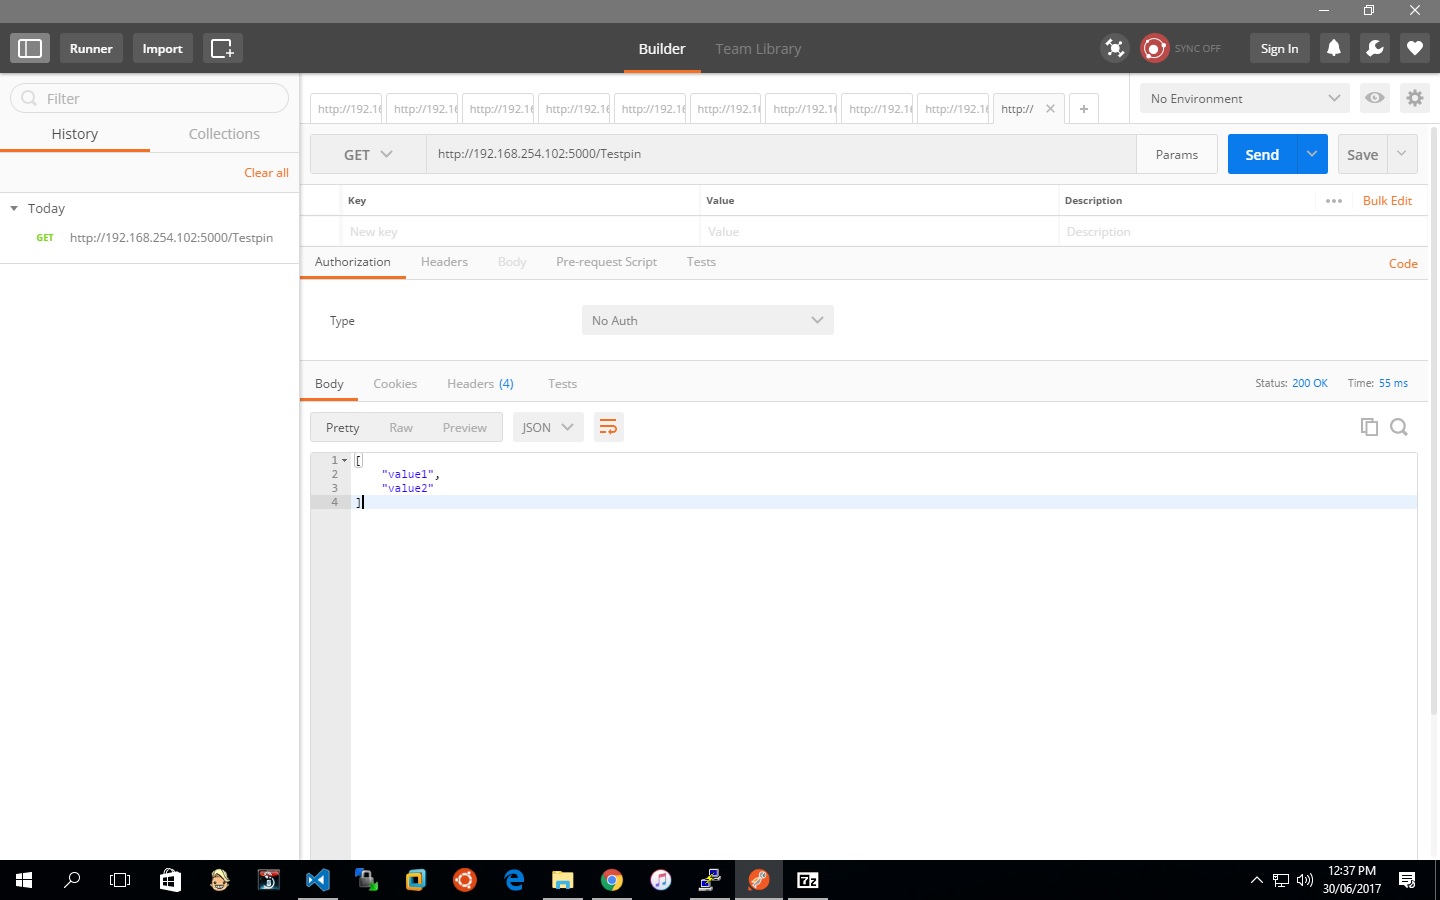 Runner
Import
Builder
Team Library
SYNC OFF
Sign In
Filter
History
Collections
Clear all
Today
GET http://192.168.254.102:5000/Testpin
http://192.16 http://192.16 http://192.16 http://192.16 http://192.16 http://192.16 http://192.16 http://192.16 http://192.16 http:// +
No Environment
GET http://192.168.254.102:5000/Testpin Params Send Save
Key Value Description Bulk Edit
New key Value Description
Authorization Headers Body Pre-request Script Tests Code
Type No Auth
Body Cookies Headers (4) Tests Status: 200 OK Time: 55 ms
Pretty Raw Preview JSON
1 [
2 "value1",
3 "value2"
4 ]
7z
12:37 PM
30/06/2017